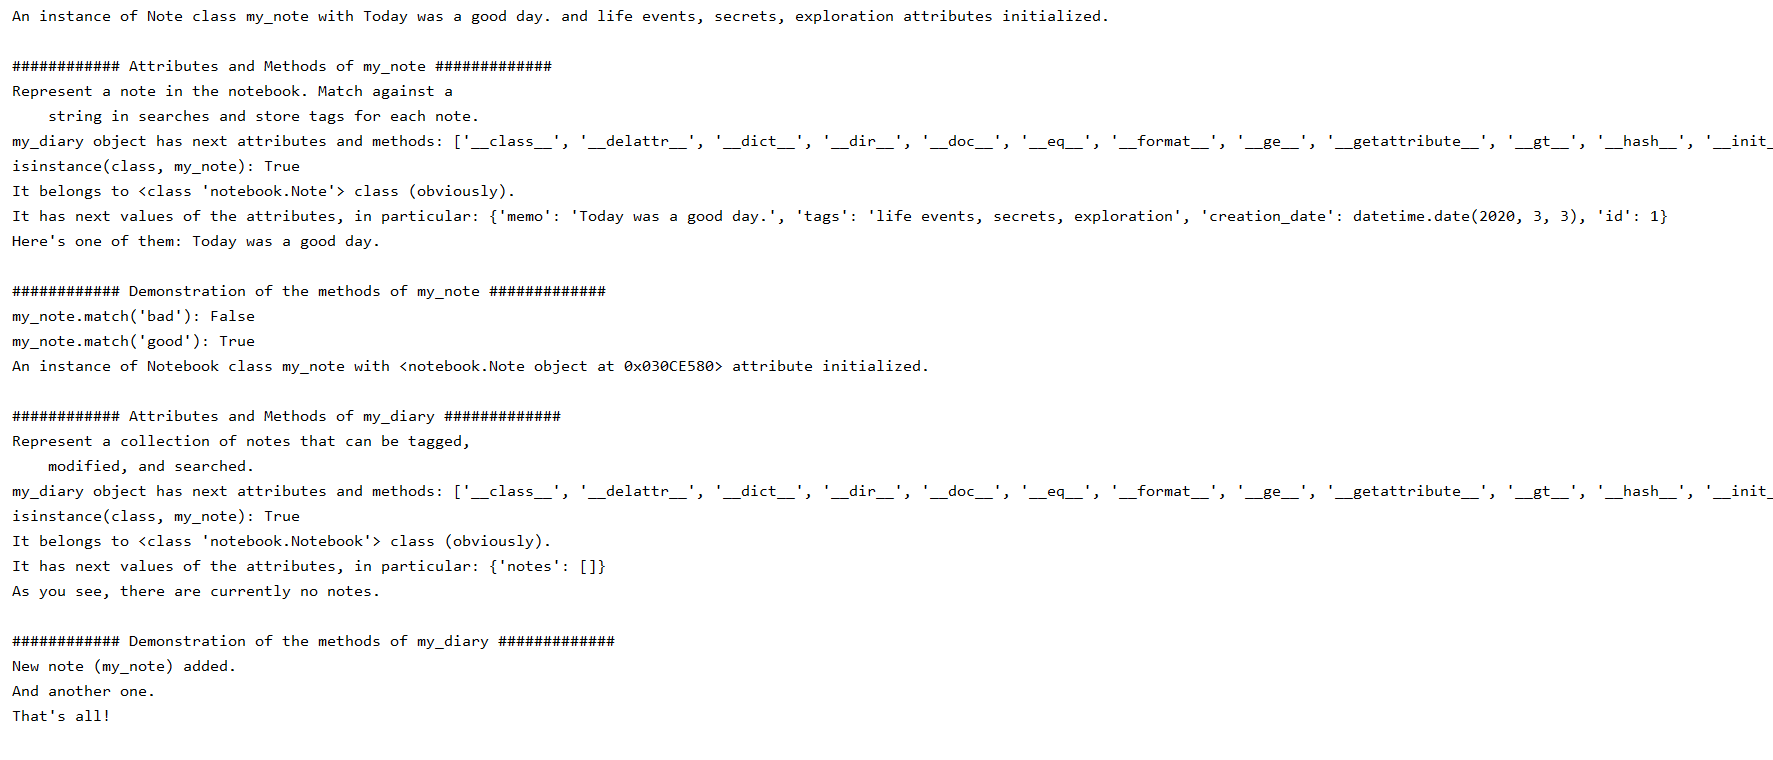 An instance of Note class my_note with Today was a good day. and life events, secrets, exploration attributes initialized.
############ Attributes and Methods of my_note #############
Represent a note in the notebook. Match against a
string in searches and store tags for each note.
my_diary object has next attributes and methods: ['__class__', '__delattr__', '__dict__', '__dir__', '__doc__', '__eq__', '__format__', '__ge__', '__getattribute__', '__gt__', '__hash__', '__init_
isinstance(class, my_note): True
It belongs to <class 'notebook.Note'> class (obviously).
It has next values of the attributes, in particular: {'memo': 'Today was a good day.', 'tags': 'life events, secrets, exploration', 'creation_date': datetime.date(2020, 3, 3), 'id': 1}
Here's one of them: Today was a good day.
############ Demonstration of the methods of my_note #############
my_note.match('bad'): False
my_note.match('good'): True
An instance of Notebook class my_note with <notebook.Note object at 0x030CE580> attribute initialized.
############ Attributes and Methods of my_diary #############
Represent a collection of notes that can be tagged,
modified, and searched.
my_diary object has next attributes and methods: ['__class__', '__delattr__', '__dict__', '__dir__', '__doc__', '__eq__', '__format__', '__ge__', '__getattribute__', '__gt__', '__hash__', '__init_
isinstance(class, my_note): True
It belongs to <class 'notebook.Notebook'> class (obviously).
It has next values of the attributes, in particular: {'notes': []}
As you see, there are currently no notes.
############ Demonstration of the methods of my_diary #############
New note (my_note) added.
And another one.
That's all!